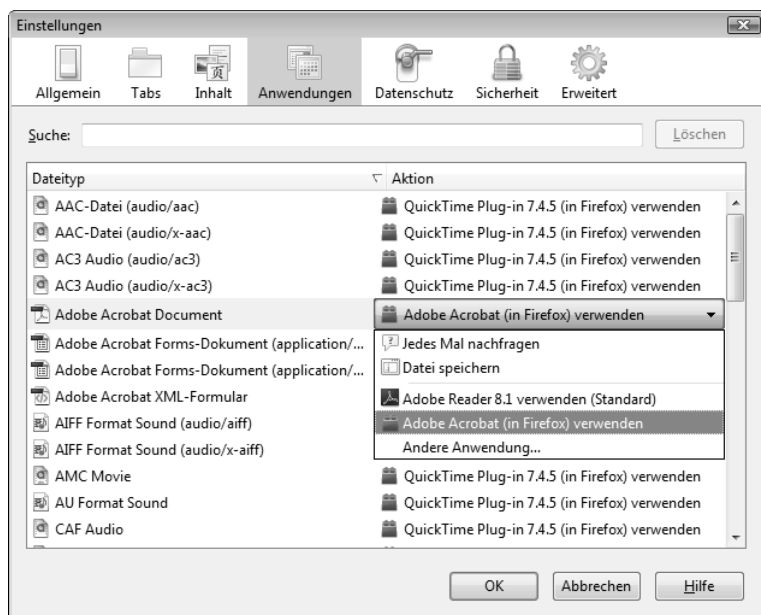 Einstellungen
Allgemein Tabs Inhalt Anwendungen Datenschutz Sicherheit Erweitert
Suche: Löschen
Dateityp Aktion
AAC-Datei (audio/aac) QuickTime Plug-in 7.4.5 (in Firefox) verwenden
AAC-Datei (audio/x-aac) QuickTime Plug-in 7.4.5 (in Firefox) verwenden
AC3 Audio (audio/ac3) QuickTime Plug-in 7.4.5 (in Firefox) verwenden
AC3 Audio (audio/x-ac3) QuickTime Plug-in 7.4.5 (in Firefox) verwenden
Adobe Acrobat Document Adobe Acrobat (in Firefox) verwenden
Adobe Acrobat Forms-Dokument (application/... Jedes Mal nachfragen
Adobe Acrobat Forms-Dokument (application/... Datei speichern
Adobe Acrobat XML-Formular Adobe Reader 8.1 verwenden (Standard)
AIFF Format Sound (audio/aiff) Adobe Acrobat (in Firefox) verwenden
AIFF Format Sound (audio/x-aiff) Andere Anwendung...
AMC Movie QuickTime Plug-in 7.4.5 (in Firefox) verwenden
AU Format Sound QuickTime Plug-in 7.4.5 (in Firefox) verwenden
CAF Audio QuickTime Plug-in 7.4.5 (in Firefox) verwenden
OK Abbrechen Hilfe